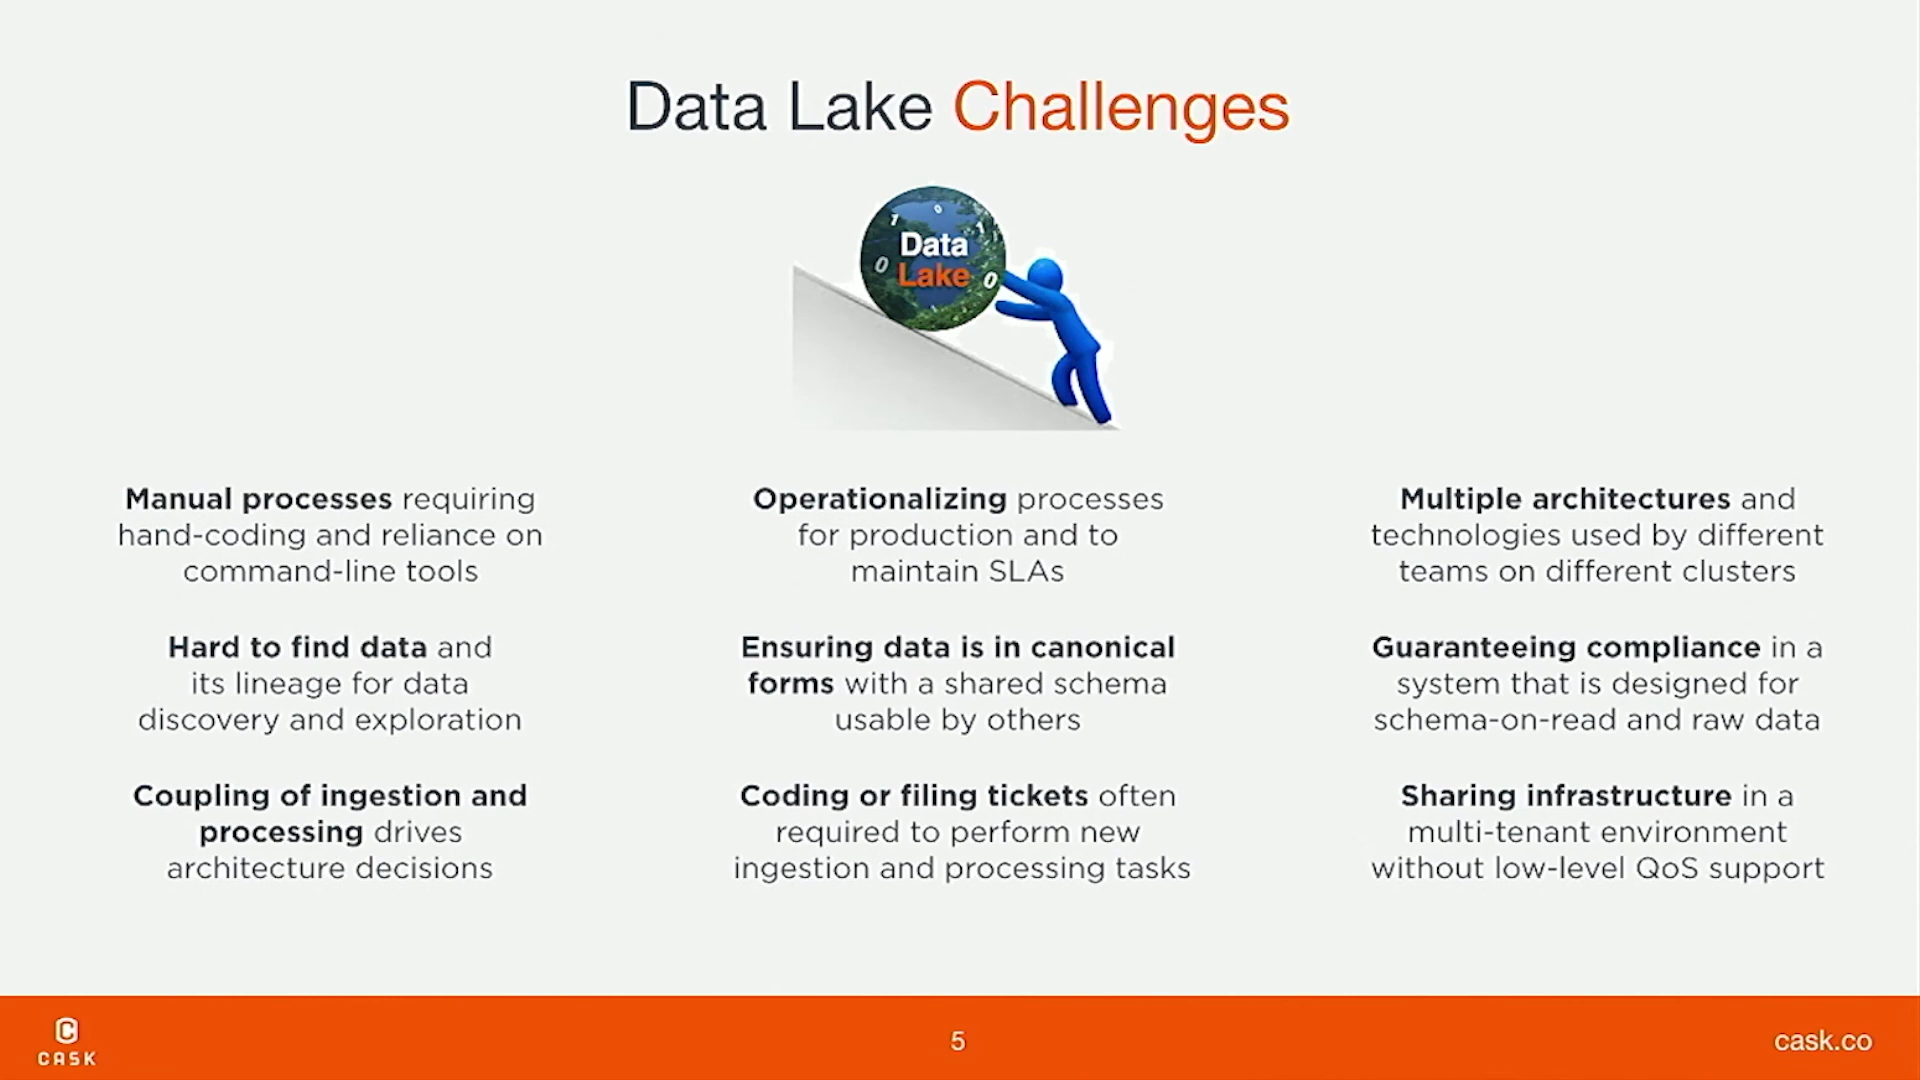 Data Lake Challenges
1 0 1
Data
0 Lake 0
Manual processes requiring
hand-coding and reliance on
command-line tools
Operationalizing processes
for production and to
maintain SLAs
Multiple architectures and
technologies used by different
teams on different clusters
Hard to find data and
its lineage for data
discovery and exploration
Ensuring data is in canonical
forms with a shared schema
usable by others
Guaranteeing compliance in a
system that is designed for
schema-on-read and raw data
Coupling of ingestion and
processing drives
architecture decisions
Coding or filing tickets often
required to perform new
ingestion and processing tasks
Sharing infrastructure in a
multi-tenant environment
without low-level QoS support
CASK
5
cask.co